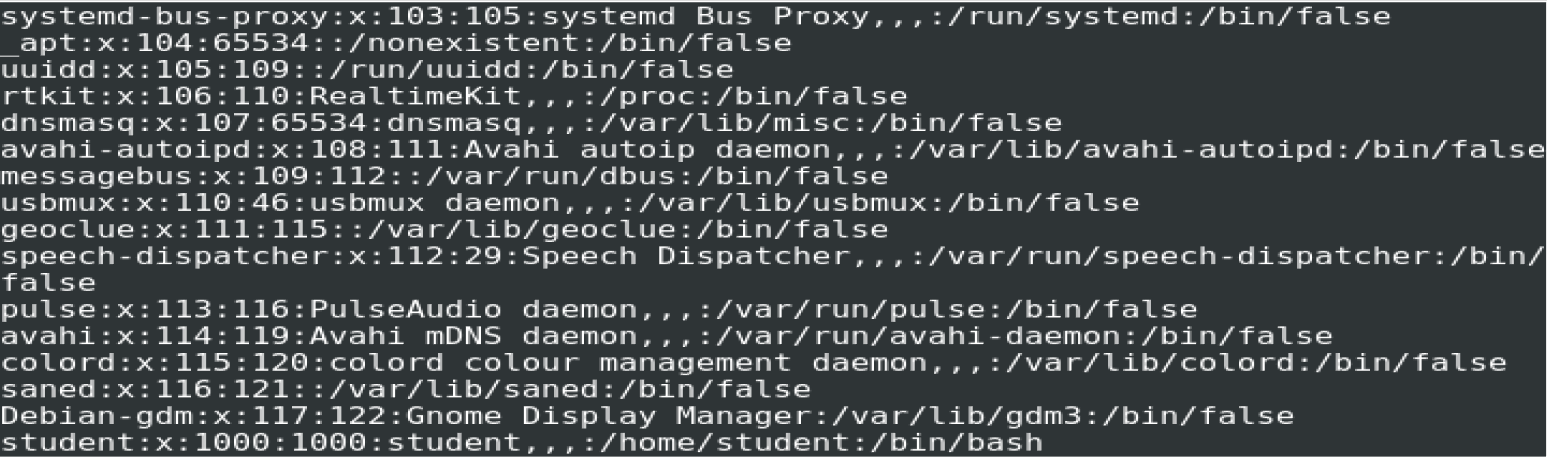 systemd-bus-proxy:x:103:105:systemd Bus Proxy,,,:/run/systemd:/bin/false
_apt:x:104:65534::/nonexistent:/bin/false
uuidd:x:105:109::/run/uuidd:/bin/false
rtkit:x:106:110:RealtimeKit,,,:/proc:/bin/false
dnsmasq:x:107:65534:dnsmasq,,,:/var/lib/misc:/bin/false
avahi-autoipd:x:108:111:Avahi autoip daemon,,,:/var/lib/avahi-autoipd:/bin/false
messagebus:x:109:112::/var/run/dbus:/bin/false
usbmux:x:110:46:usbmux daemon,,,:/var/lib/usbmux:/bin/false
geoclue:x:111:115::/var/lib/geoclue:/bin/false
speech-dispatcher:x:112:29:Speech Dispatcher,,,:/var/run/speech-dispatcher:/bin/
false
pulse:x:113:116:PulseAudio daemon,,,:/var/run/pulse:/bin/false
avahi:x:114:119:Avahi mDNS daemon,,,:/var/run/avahi-daemon:/bin/false
colord:x:115:120:colord colour management daemon,,,:/var/lib/colord:/bin/false
saned:x:116:121::/var/lib/saned:/bin/false
Debian-gdm:x:117:122:Gnome Display Manager:/var/lib/gdm3:/bin/false
student:x:1000:1000:student,,,:/home/student:/bin/bash